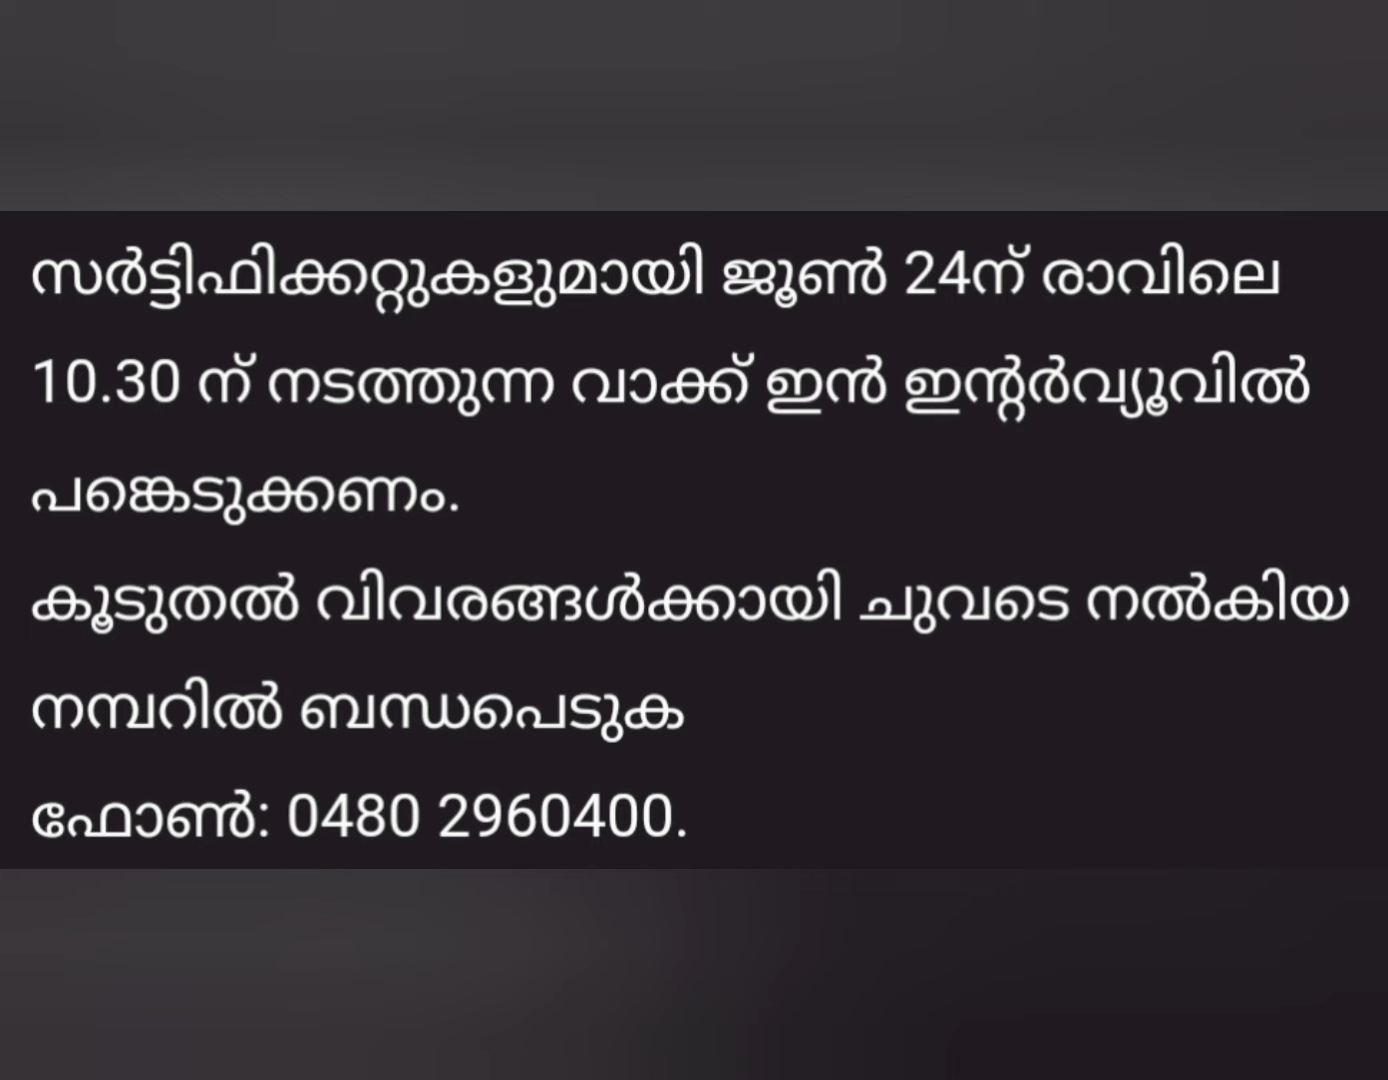 സർട്ടിഫിക്കറ്റുകളുമായി ജൂൺ 24ന് രാവിലെ
10.30 ന് നടത്തുന്ന വാക്ക് ഇൻ ഇന്റർവ്യൂവിൽ
പങ്കെടുക്കണം.
കൂടുതൽ വിവരങ്ങൾക്കായി ചുവടെ നൽകിയ
നമ്പറിൽ ബന്ധപെടുക
ഫോൺ: 0480 2960400.